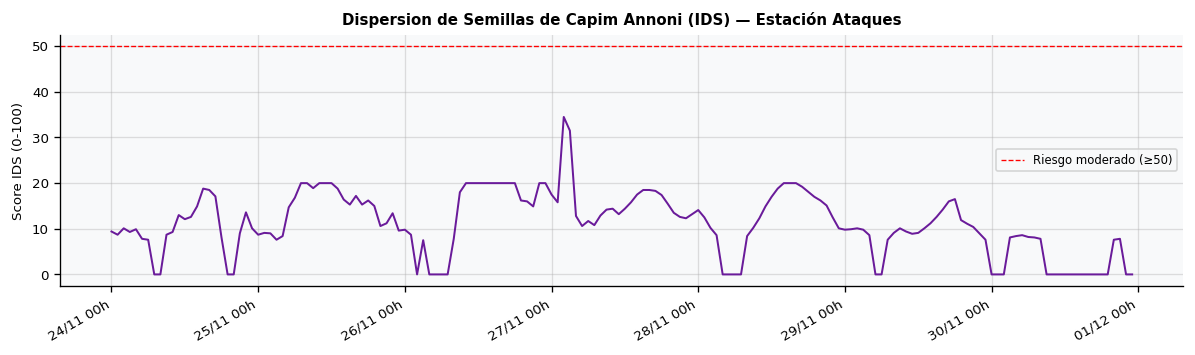 Dispersion de Semillas de Capim Annoni (IDS) — Estación Ataques
Score IDS (0-100)
50
40
30
20
10
0
Riesgo moderado (≥50)
24/11 00h
25/11 00h
26/11 00h
27/11 00h
28/11 00h
29/11 00h
30/11 00h
01/12 00h